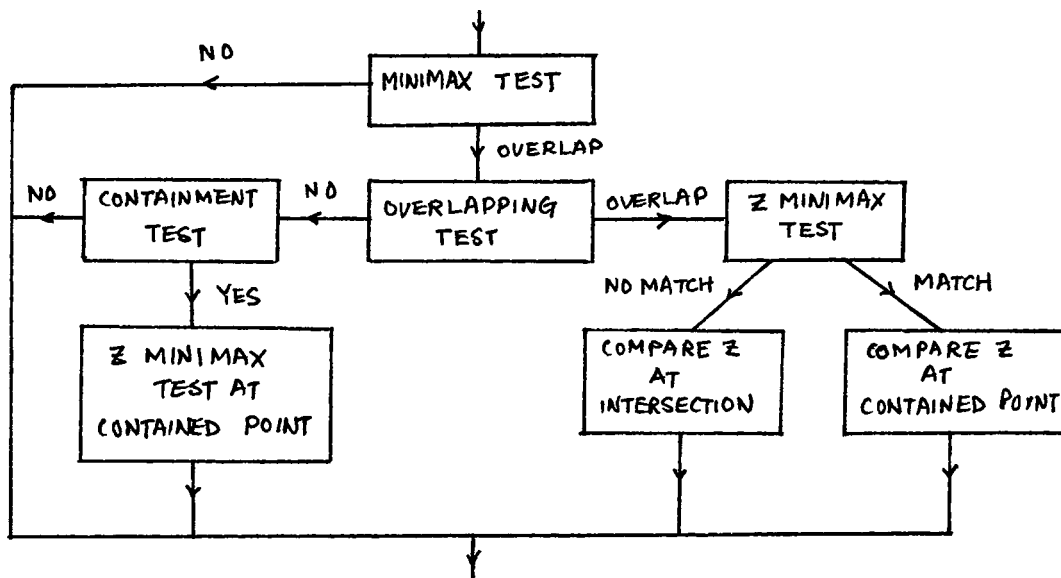 NO
MINIMAX TEST
OVERLAP
NO
CONTAINMENT
TEST
NO
OVERLAPPING
TEST
OVERLAP
Z MINIMAX
TEST
YES
NO MATCH
MATCH
Z MINIMAX
TEST AT
CONTAINED POINT
COMPARE Z
AT
INTERSECTION
COMPARE Z
AT
CONTAINED POINT